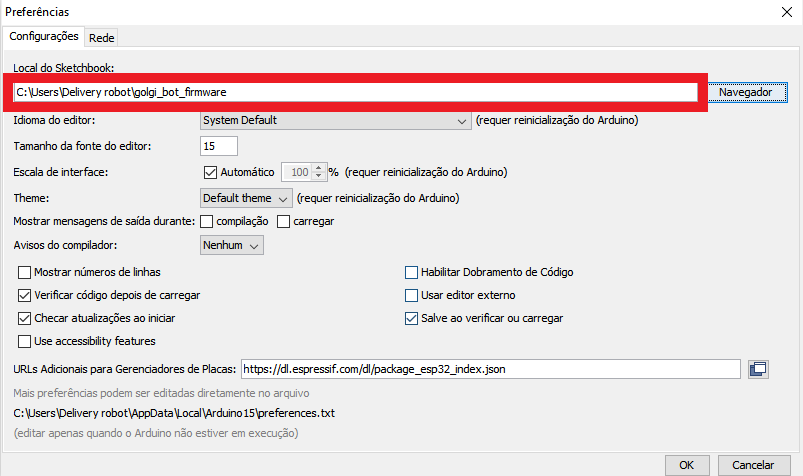 Preferências
Configurações Rede
Local do Sketchbook:
C:\Users\Delivery robot\golgi_bot_firmware Navegador
Idioma do editor: System Default (requer reinicialização do Arduino)
Tamanho da fonte do editor: 15
Escala de interface: Automático 100 % (requer reinicialização do Arduino)
Theme: Default theme (requer reinicialização do Arduino)
Mostrar mensagens de saída durante: compilação carregar
Avisos do compilador: Nenhum
Mostrar números de linhas Habilitar Dobramento de Código
Verificar código depois de carregar Usar editor externo
Checar atualizações ao iniciar Salve ao verificar ou carregar
Use accessibility features
URLs Adicionais para Gerenciadores de Placas: https://dl.espressif.com/dl/package_esp32_index.json
Mais preferências podem ser editadas diretamente no arquivo
C:\Users\Delivery robot\AppData\Local\Arduino15\preferences.txt
(editar apenas quando o Arduino não estiver em execução)
OK Cancelar